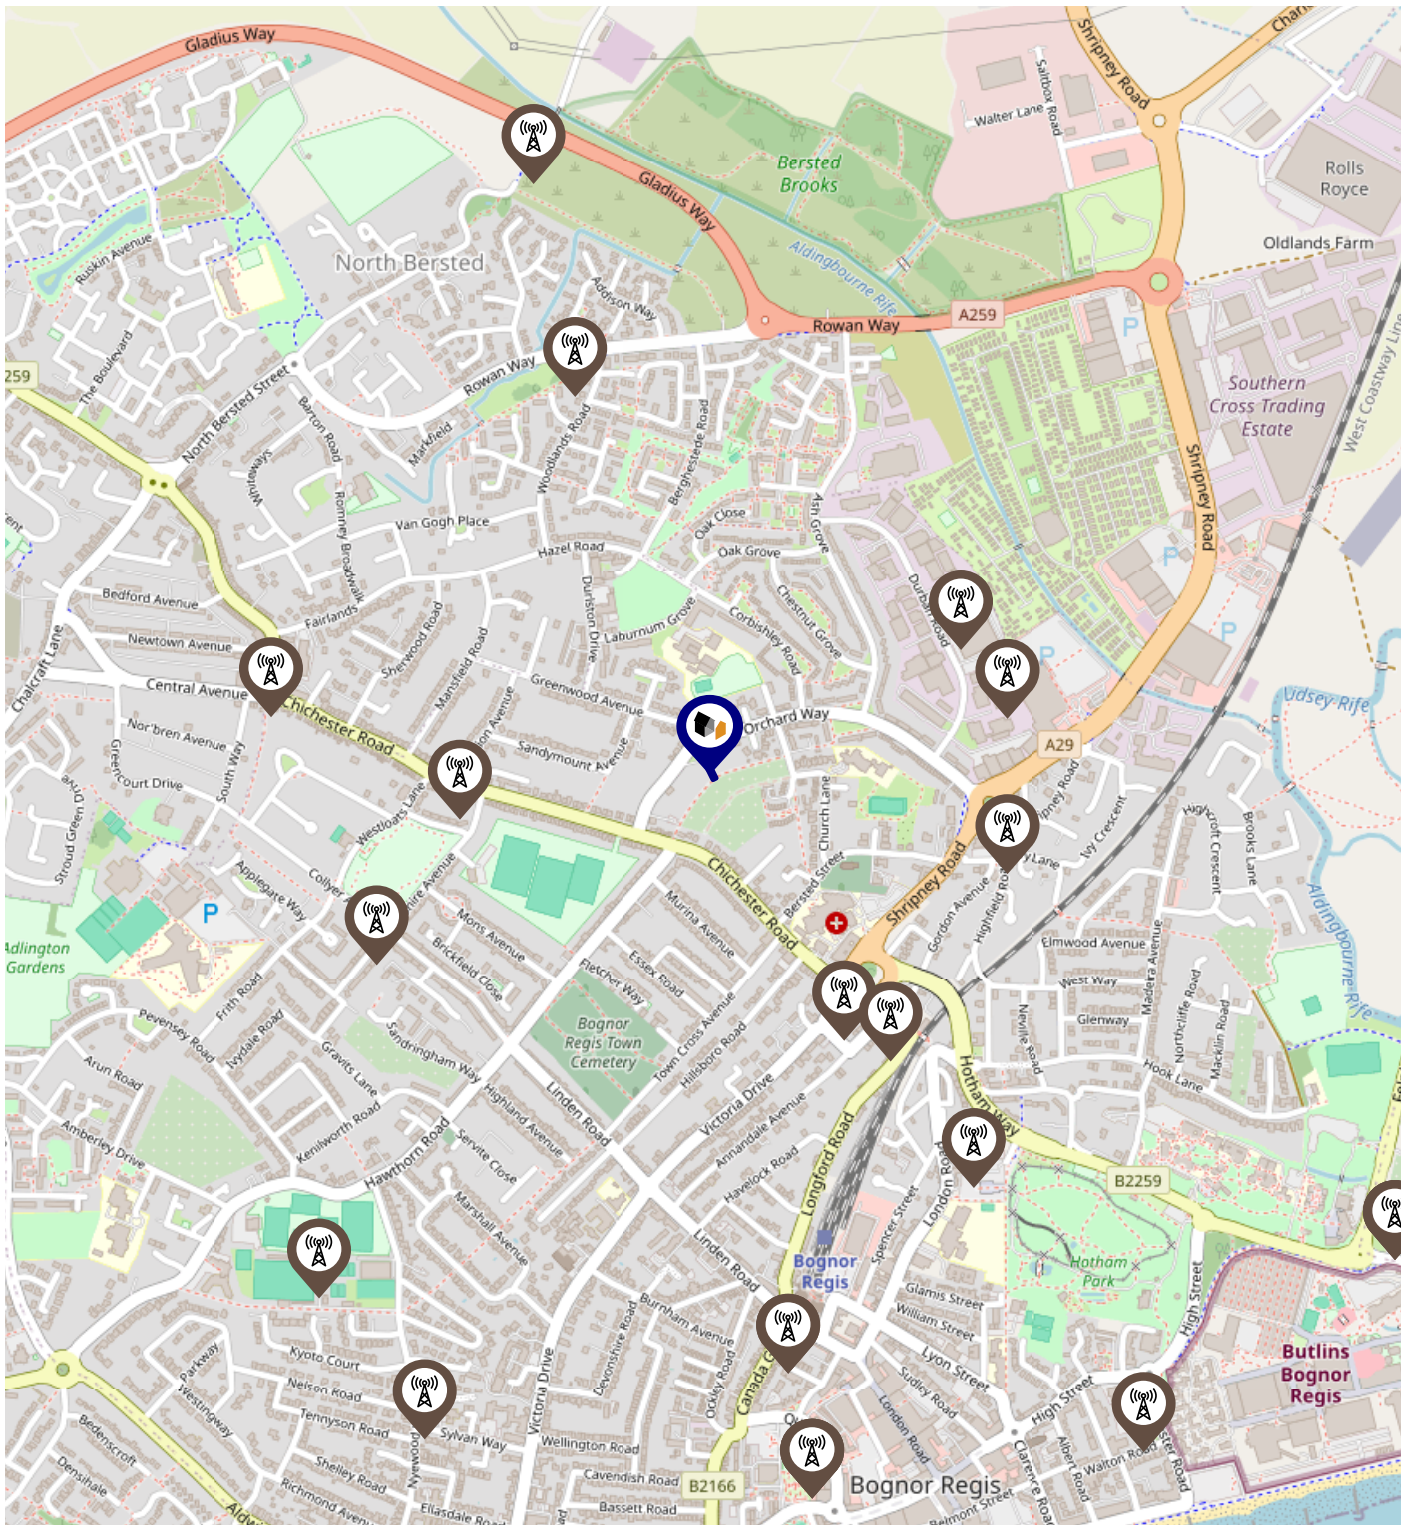 Gladius Way
Shripney Road
Saltbox Road
Walter Lane
Bersted
Brooks
Rolls
Royce
Gladius Way
Ruskin Avenue
North Bersted
Oldlands Farm
Aldingbourne Rife
Addison Way
A259
Rowan Way
P
The Boulevard
259
Rowan Way
North Bersted Street
Southern
Cross Trading
Estate
West Coastway Line
Barton Road
Markfield
Woodlands Road
Berghestede Road
Whiteways
Shripney Road
Romney Broadwalk
Van Gogh Place
Oak Close
Ash Grove
Hazel Road
Oak Grove
P
Durliston Drive
Bedford Avenue
Chestnut Grove
Durban Road
Fairlands
Laburnum Grove
Corbishley Road
Sherwood Road
P
Newtown Avenue
Mansfield Road
P
Chalcraft Lane
Central Avenue
Greenwood Avenue
Lidsey Rife
Chichester Road
Orchard Way
Nor'bren Avenue
Sandymount Avenue
A29
Greencourt Drive
South Way
Church Lane
Ivy Crescent
Stroud Green Drive
Westloats Lane
Brooks Lane
Chichester Road
Bersted Street
Shripney Road
Applegate Way
Murina Avenue
Gordon Avenue
Highfield Road
P
Mons Avenue
Elmwood Avenue
Adlington
Gardens
Brickfield Close
Essex Road
Fletcher Way
West Way
Madeira Avenue
Aldingbourne Rife
Frith Road
Northcliffe Road
Pevensey Road
Bognor
Regis Town
Cemetery
Town Cross Avenue
Hillsboro Road
Neville Road
Glenway
Macklin Road
Ivydale Road
Sandringham Way
Gravits Lane
Arun Road
Hook Lane
Hotham Way
Victoria Drive
Linden Road
Highland Avenue
Annandale Avenue
Kenilworth Road
Amberley Drive
Servite Close
Longford Road
Hawthorn Road
Havelock Road
London Road
B2259
Marshall Avenue
Spencer Street
Linden Road
Bognor
Regis
Hotham
Park
Glamis Street
High Street
Burnham Avenue
William Street
Devonshire Road
Kyoto Court
Parkway
Ockley Road
Lyon Street
Butlins
Bognor
Regis
Nelson Road
Victoria Drive
Sudley Road
Westingway
High Street
Tennyson Road
London Road
Bedenscroft
Sylvan Way
Wellington Road
Albert Road
Walton Road
Clarence Road
Shelley Road
Nyewood
Cavendish Road
B2166
Bognor Regis
Densihale
Richmond Avenue
Ellasdale Road
Bassett Road
Belmont Street